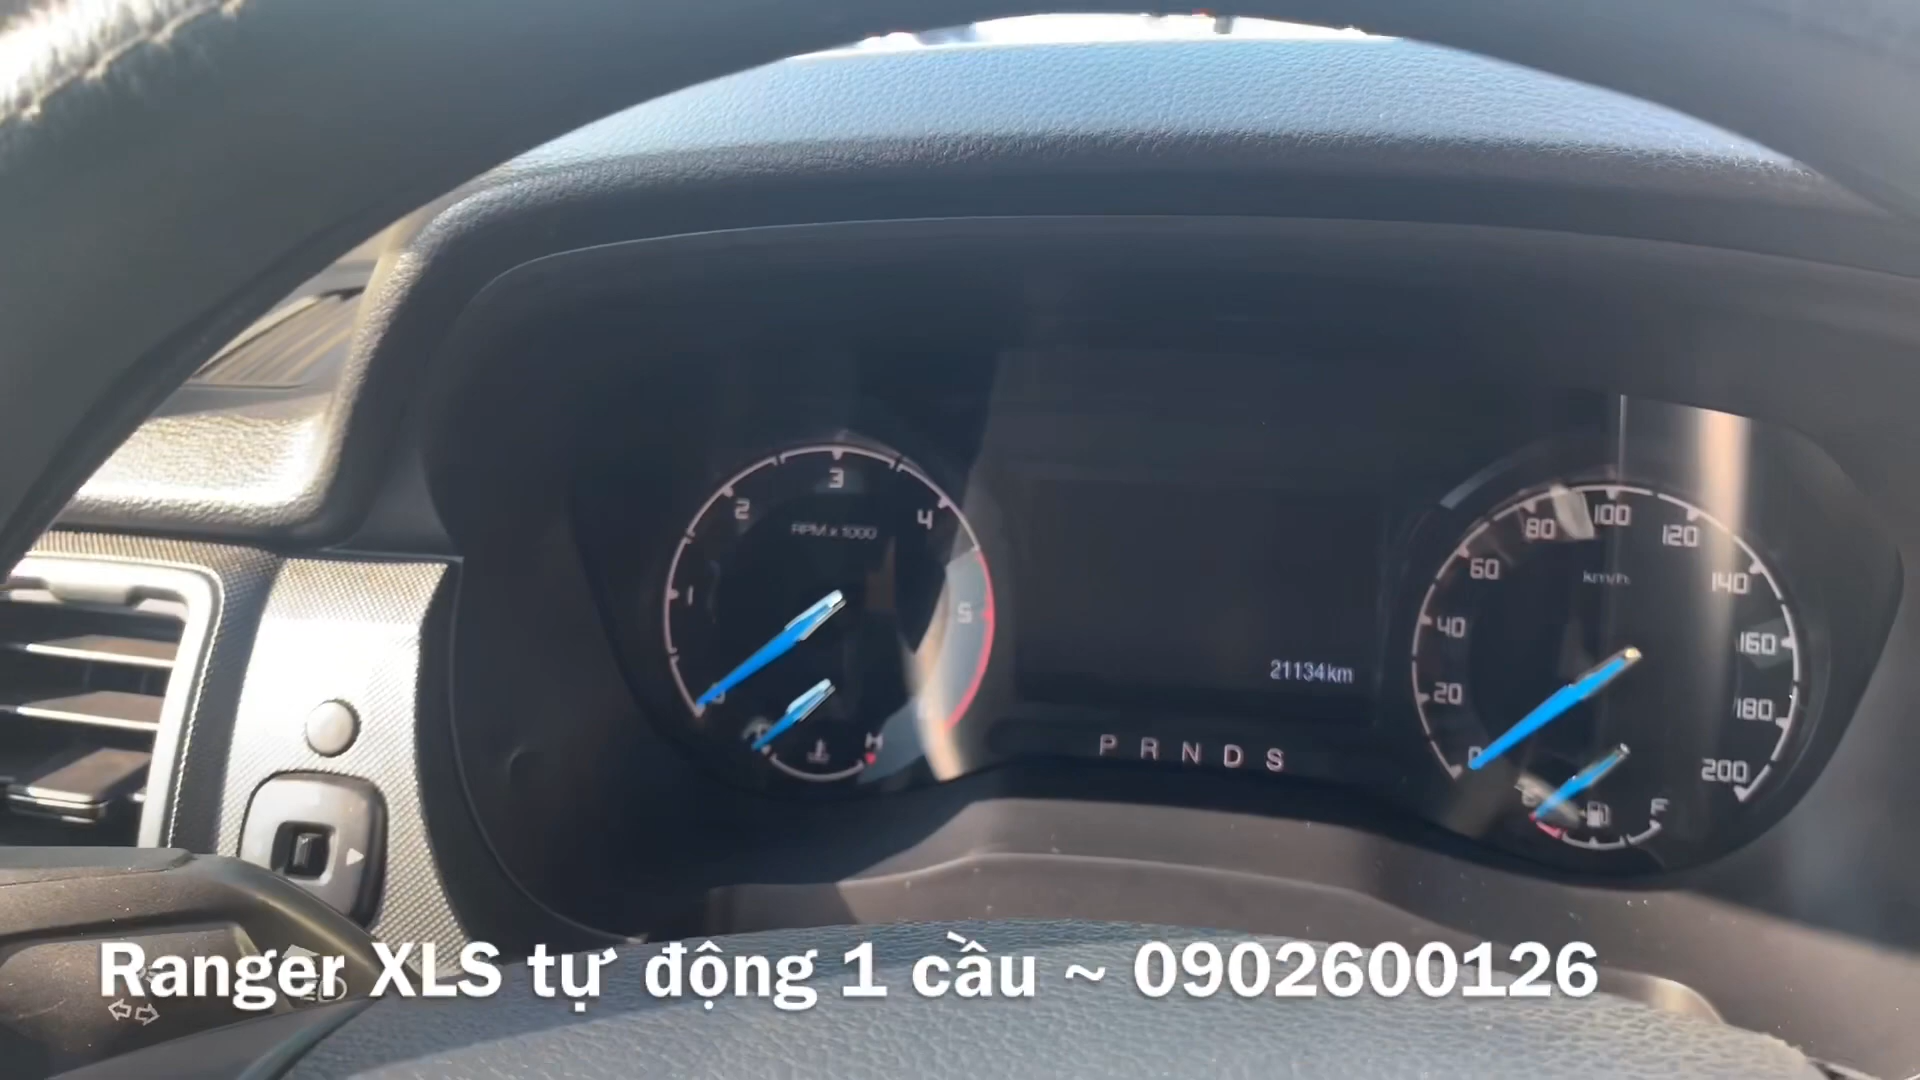 3
2
4
RPM x 1000
1
5
0
H
80
100
120
60
km/h
140
40
160
20
180
0
200
E
F
21134km
P R N D S
Ranger XLS tự động 1 cầu ~ 0902600126